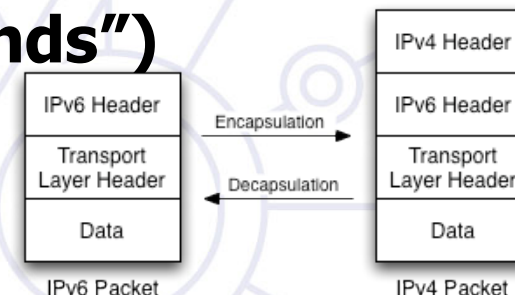 nds")
IPv6 Header
Transport
Layer Header
Data
IPv6 Packet
Encapsulation
Decapsulation
IPv4 Header
IPv6 Header
Transport
Layer Header
Data
IPv4 Packet